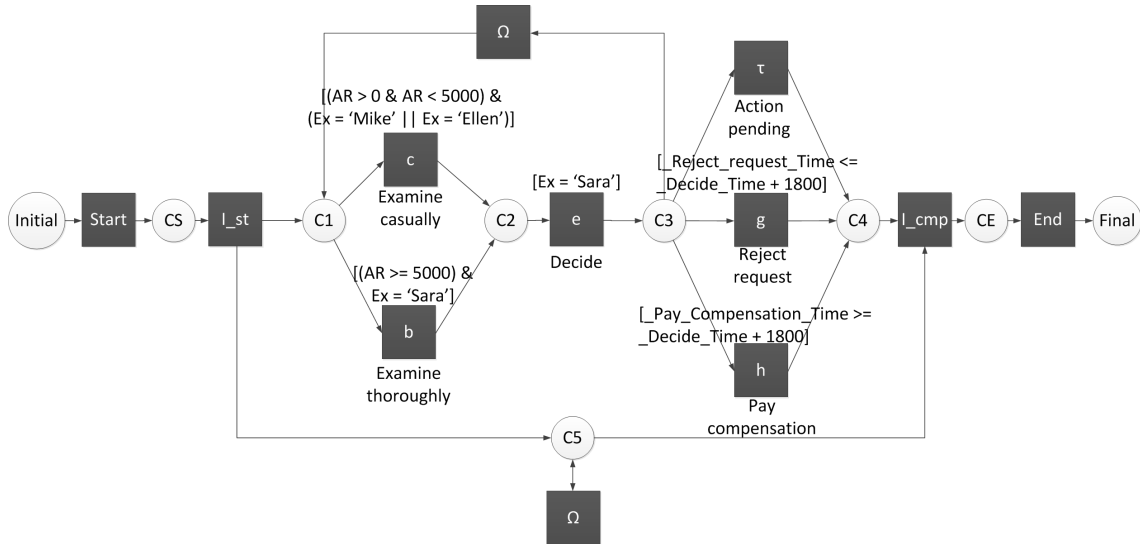 Ω
τ
Action
pending
[(AR > 0 & AR < 5000) &
(Ex = ‘Mike’ || Ex = ‘Ellen’)]
c
Examine
casually
[_Reject_request_Time <=
_Decide_Time + 1800]
[Ex = ‘Sara’]
Initial
Start
CS
I_st
C1
C2
e
Decide
C3
g
Reject
request
C4
I_cmp
CE
End
Final
[(AR >= 5000) &
Ex = ‘Sara’]
b
Examine
thoroughly
[_Pay_Compensation_Time >=
_Decide_Time + 1800]
h
Pay
compensation
C5
Ω